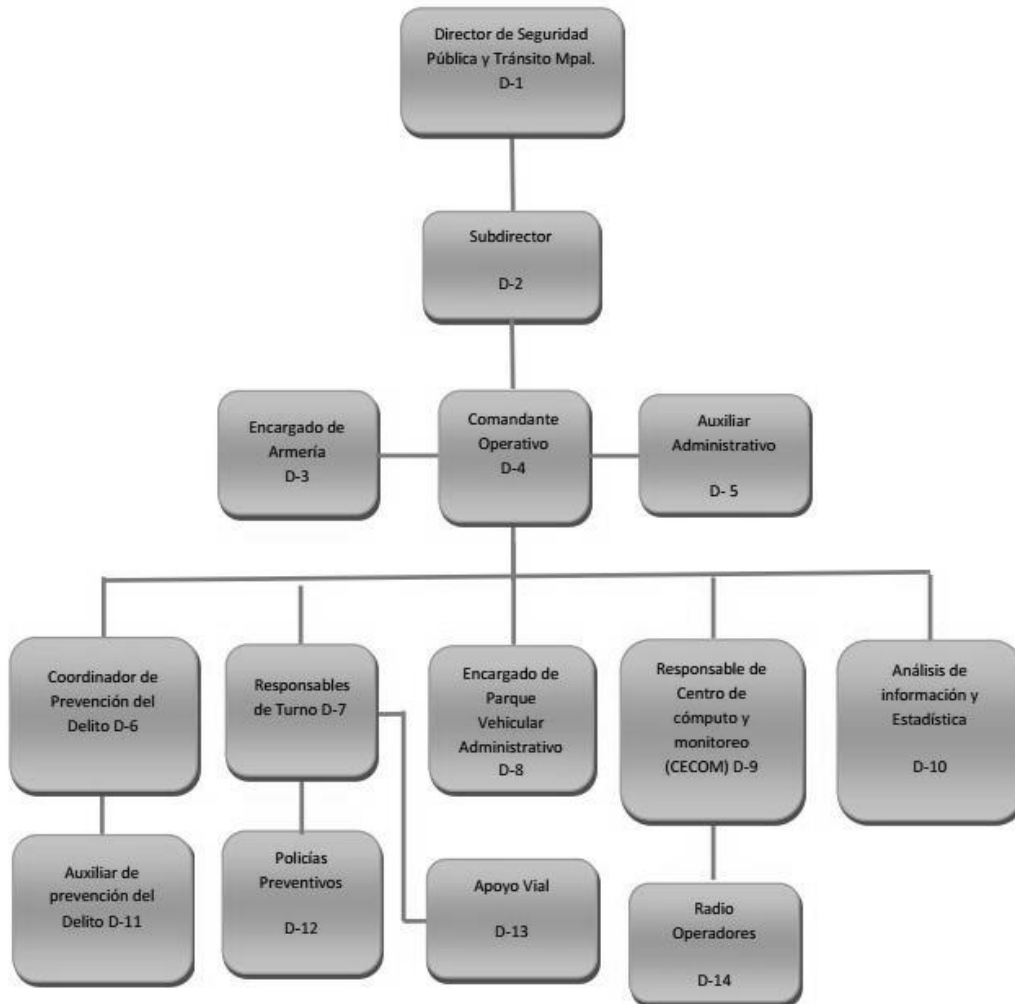 Director de Seguridad
Pública y Tránsito Mpal.
D-1
Subdirector
D-2
Encargado de
Armería
D-3
Comandante
Operativo
D-4
Auxiliar
Administrativo
D- 5
Coordinador de
Prevención del
Delito D-6
Responsables
de Turno D-7
Encargado de
Parque
Vehicular
Administrativo
D-8
Responsable de
Centro de
cómputo y
monitoreo
(CECOM) D-9
Análisis de
información y
Estadística
D-10
Auxiliar de
prevención del
Delito D-11
Policías
Preventivos
D-12
Apoyo Vial
D-13
Radio
Operadores
D-14